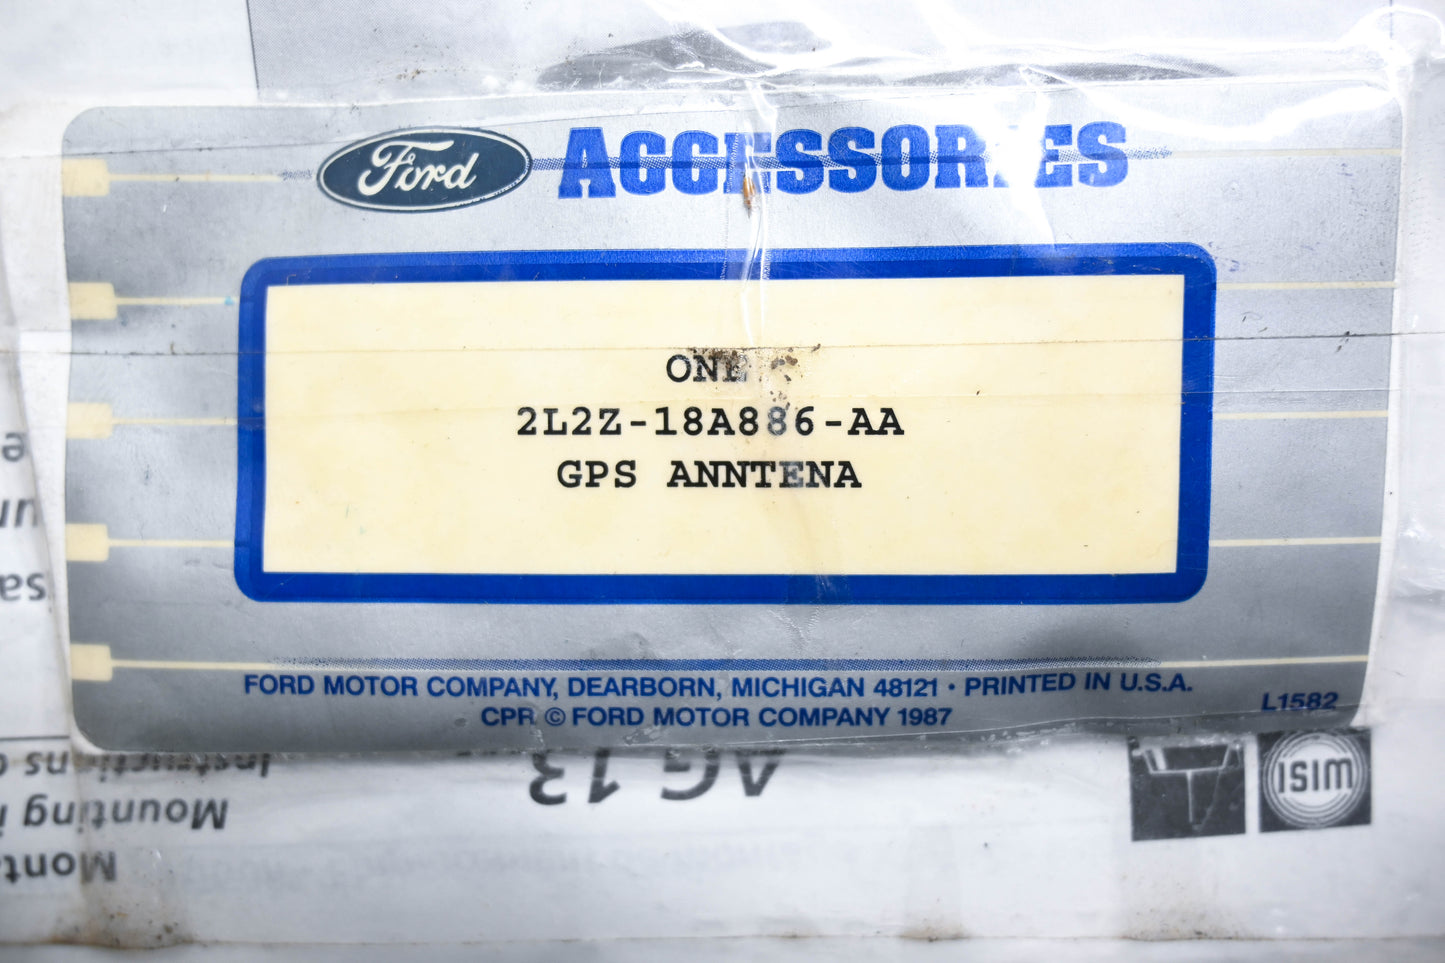 Ford ACCESSORIES
ONE
2L2Z-18A886-AA
GPS ANNTENA
FORD MOTOR COMPANY, DEARBORN, MICHIGAN 48121 · PRINTED IN U.S.A.
CPR © FORD MOTOR COMPANY 1987
L1582
AG 13
ISIM
Instructions
Mounting